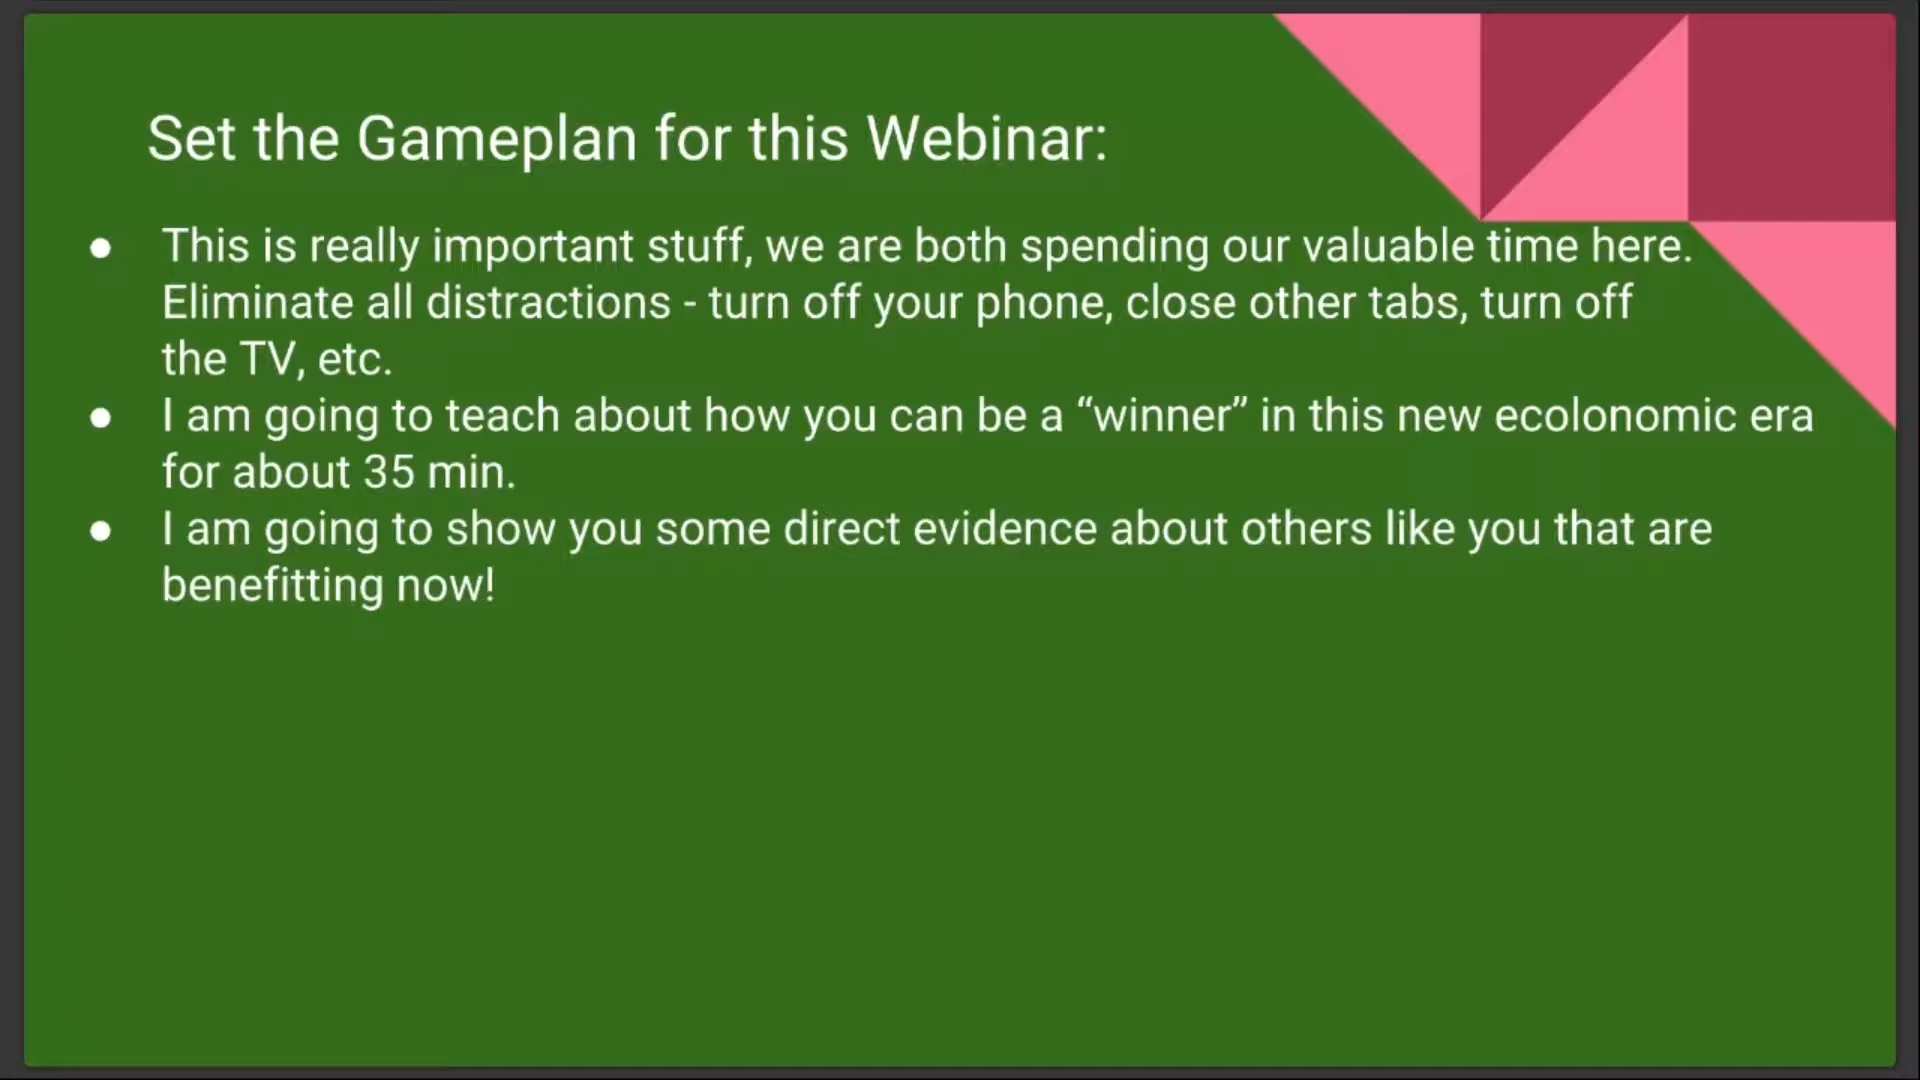 Set the Gameplan for this Webinar:
● This is really important stuff, we are both spending our valuable time here.
Eliminate all distractions - turn off your phone, close other tabs, turn off
the TV, etc.
● I am going to teach about how you can be a “winner” in this new ecolonomic era
for about 35 min.
● I am going to show you some direct evidence about others like you that are
benefitting now!